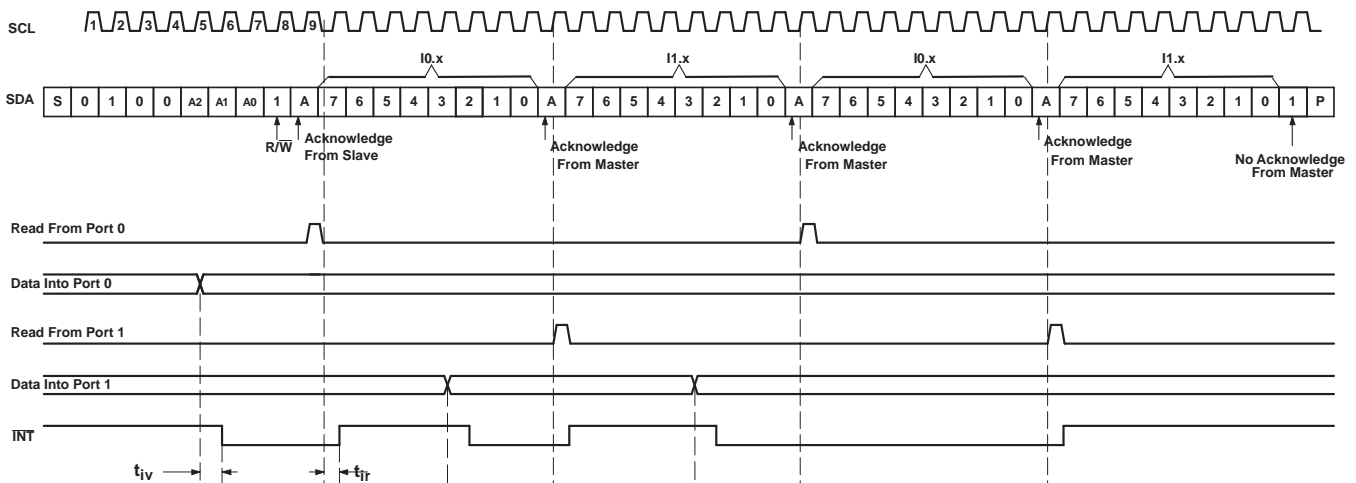 SCL 1 2 3 4 5 6 7 8 9
I0.x I1.x I0.x I1.x
SDA S 0 1 0 0 A2 A1 A0 1 A 7 6 5 4 3 2 1 0 A 7 6 5 4 3 2 1 0 A 7 6 5 4 3 2 1 0 A 7 6 5 4 3 2 1 0 1 P
R/W
Acknowledge
From Slave
Acknowledge
From Master
Acknowledge
From Master
Acknowledge
From Master
No Acknowledge
From Master
Read From Port 0
Data Into Port 0
Read From Port 1
Data Into Port 1
INT
tiv tir